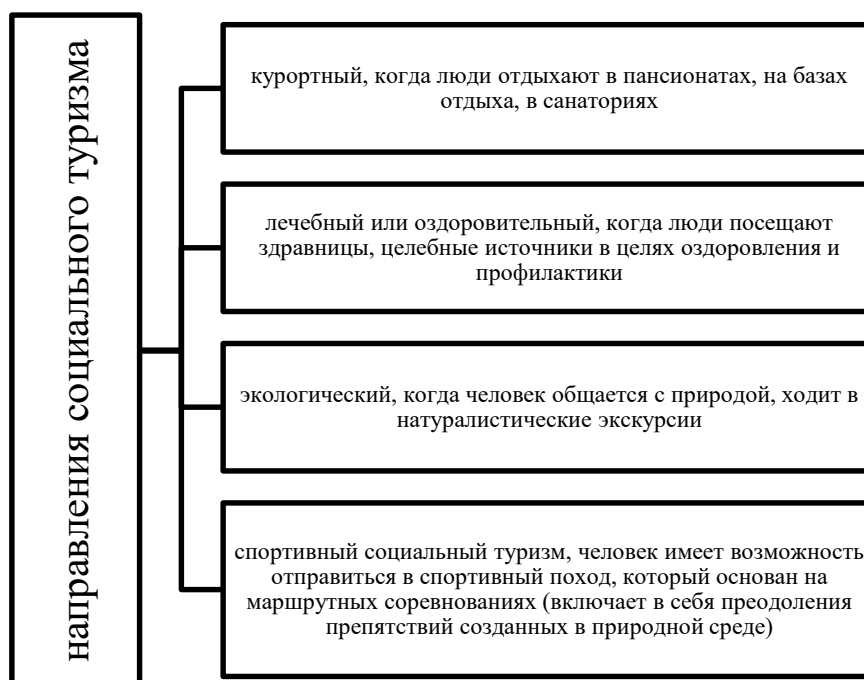 направления социального туризма
курортный, когда люди отдыхают в пансионатах, на базах
отдыха, в санаториях
лечебный или оздоровительный, когда люди посещают
здравницы, целебные источники в целях оздоровления и
профилактики
экологический, когда человек общается с природой, ходит в
натуралистические экскурсии
спортивный социальный туризм, человек имеет возможность
отправиться в спортивный поход, который основан на
маршрутных соревнованиях (включает в себя преодоления
препятствий созданных в природной среде)